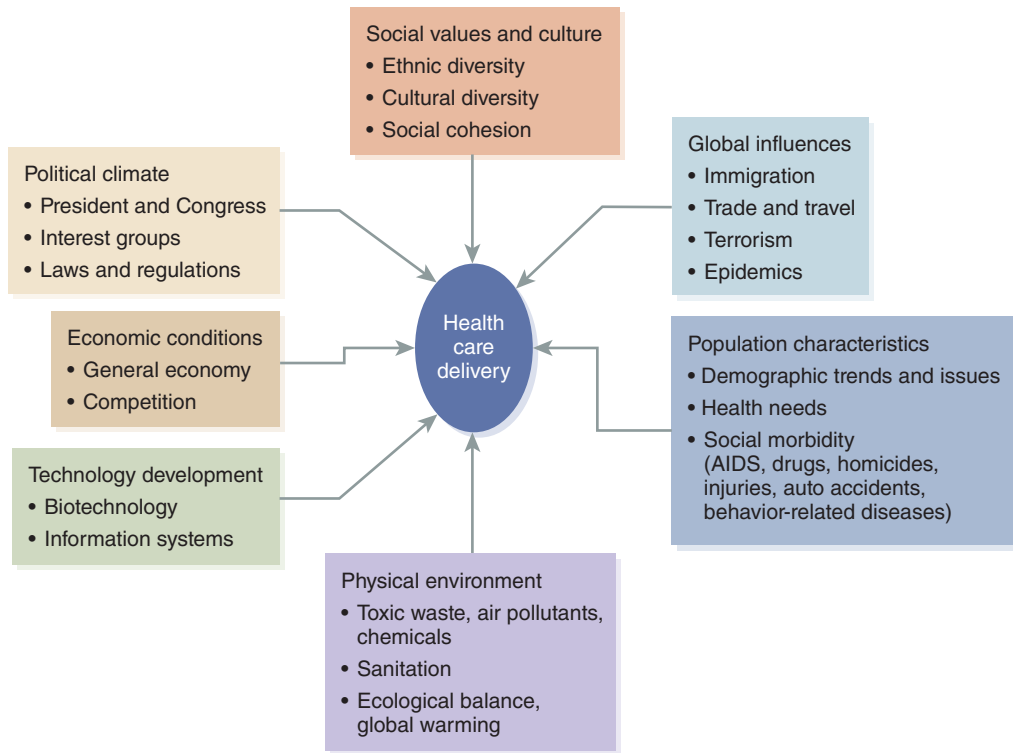 Social values and culture
• Ethnic diversity
• Cultural diversity
• Social cohesion
Global influences
• Immigration
• Trade and travel
• Terrorism
• Epidemics
Political climate
• President and Congress
• Interest groups
• Laws and regulations
Health
care
delivery
Economic conditions
• General economy
• Competition
Population characteristics
• Demographic trends and issues
• Health needs
• Social morbidity
(AIDS, drugs, homicides,
injuries, auto accidents,
behavior-related diseases)
Technology development
• Biotechnology
• Information systems
Physical environment
• Toxic waste, air pollutants,
chemicals
• Sanitation
• Ecological balance,
global warming